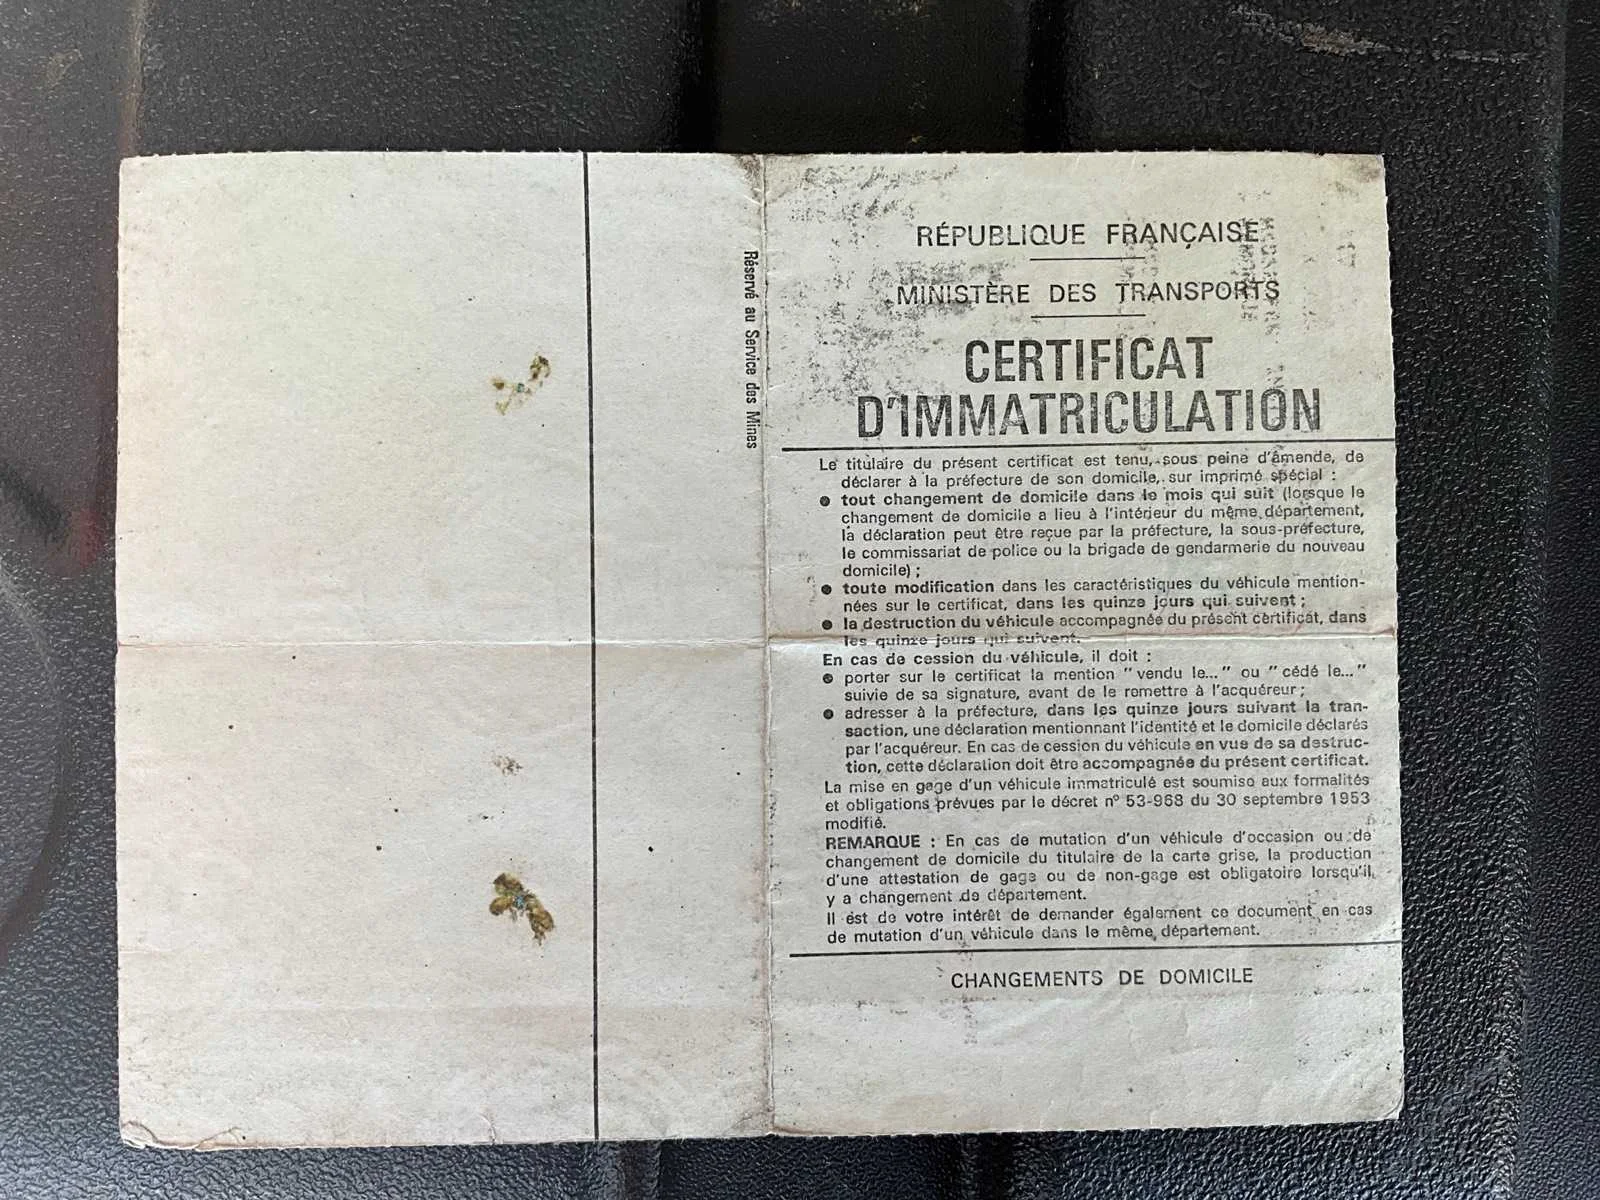 Réservé au Service des Mines
RÉPUBLIQUE FRANÇAISE
MINISTÈRE DES TRANSPORTS
CERTIFICAT
D'IMMATRICULATION
Le titulaire du présent certificat est tenu, sous peine d'amende, de
déclarer à la préfecture de son domicile, sur imprimé spécial :
● tout changement de domicile dans le mois qui suit (lorsque le
changement de domicile a lieu à l'intérieur du même département,
la déclaration peut être reçue par la préfecture, la sous-préfecture,
le commissariat de police ou la brigade de gendarmerie du nouveau
domicile) ;
● toute modification dans les caractéristiques du véhicule mention-
nées sur le certificat, dans les quinze jours qui suivent ;
● la destruction du véhicule accompagnée du présent certificat, dans
les quinze jours qui suivent.
En cas de cession du véhicule, il doit :
● porter sur le certificat la mention "vendu le..." ou "cédé le..."
suivie de sa signature, avant de le remettre à l'acquéreur ;
● adresser à la préfecture, dans les quinze jours suivant la tran-
saction, une déclaration mentionnant l'identité et le domicile déclarés
par l'acquéreur. En cas de cession du véhicule en vue de sa destruc-
tion, cette déclaration doit être accompagnée du présent certificat.
La mise en gage d'un véhicule immatriculé est soumise aux formalités
et obligations prévues par le décret n° 53-968 du 30 septembre 1953
modifié.
REMARQUE : En cas de mutation d'un véhicule d'occasion ou de
changement de domicile du titulaire de la carte grise, la production
d'une attestation de gage ou de non-gage est obligatoire lorsqu'il
y a changement de département.
Il est de votre intérêt de demander également ce document en cas
de mutation d'un véhicule dans le même département.
CHANGEMENTS DE DOMICILE